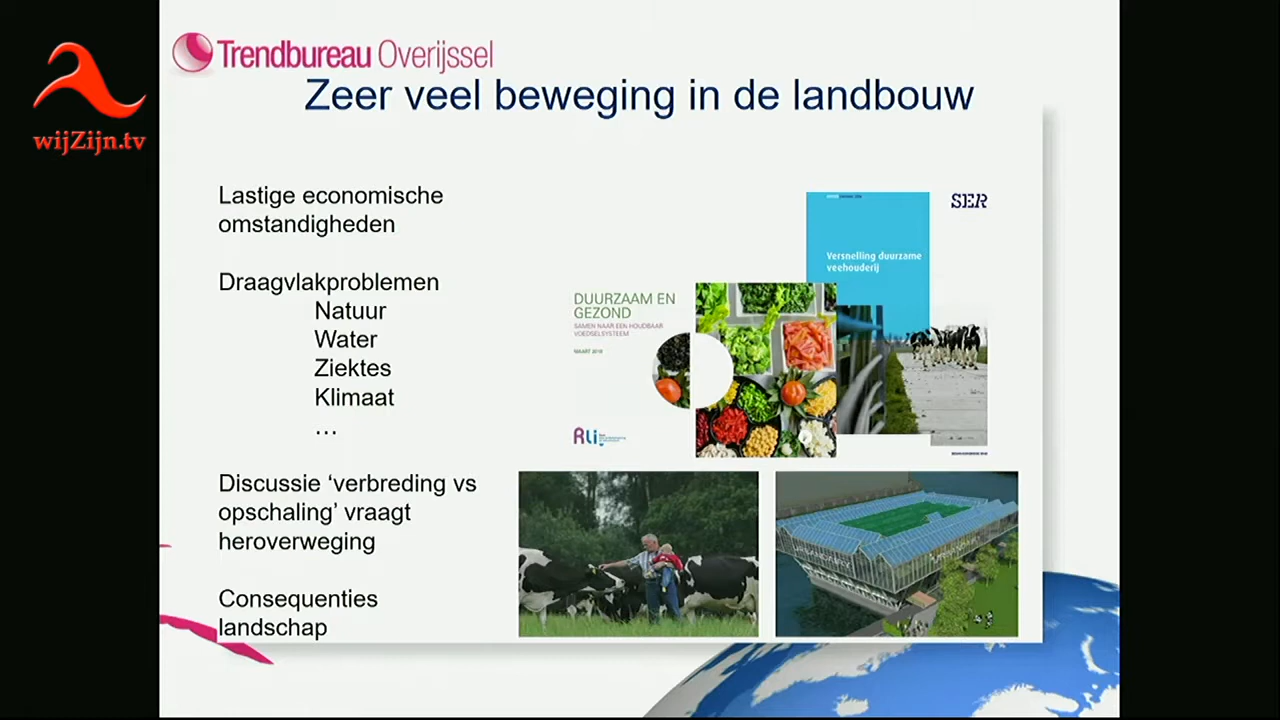 Trendbureau Overijssel
Zeer veel beweging in de landbouw
wijZijn.tv
Lastige economische
omstandigheden
Draagvlakproblemen
Natuur
Water
Ziektes
Klimaat
…
Discussie ‘verbreding vs
opschaling’ vraagt
heroverweging
Consequenties
landschap
SER
Versnelling duurzame
veehouderij
DUURZAAM EN
GEZOND
SAMEN NAAR EEN HOUDBAAR
VOEDSELSYSTEEM
MAART 2018
Rli